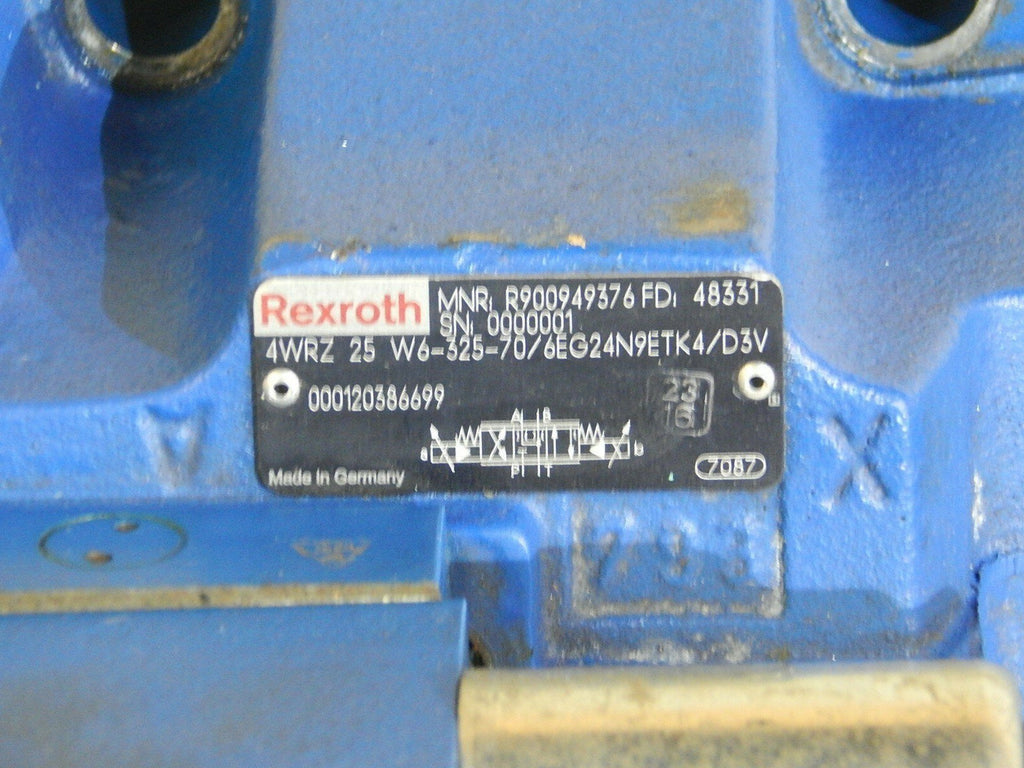 Rexroth MNR: R900949376 FD: 48331
SN: 0000001
4WRZ 25 W6-325-70/6EG24N9ETK4/D3V
000120386699
23
6
A B
a b
P T
Made in Germany
7087
A
X